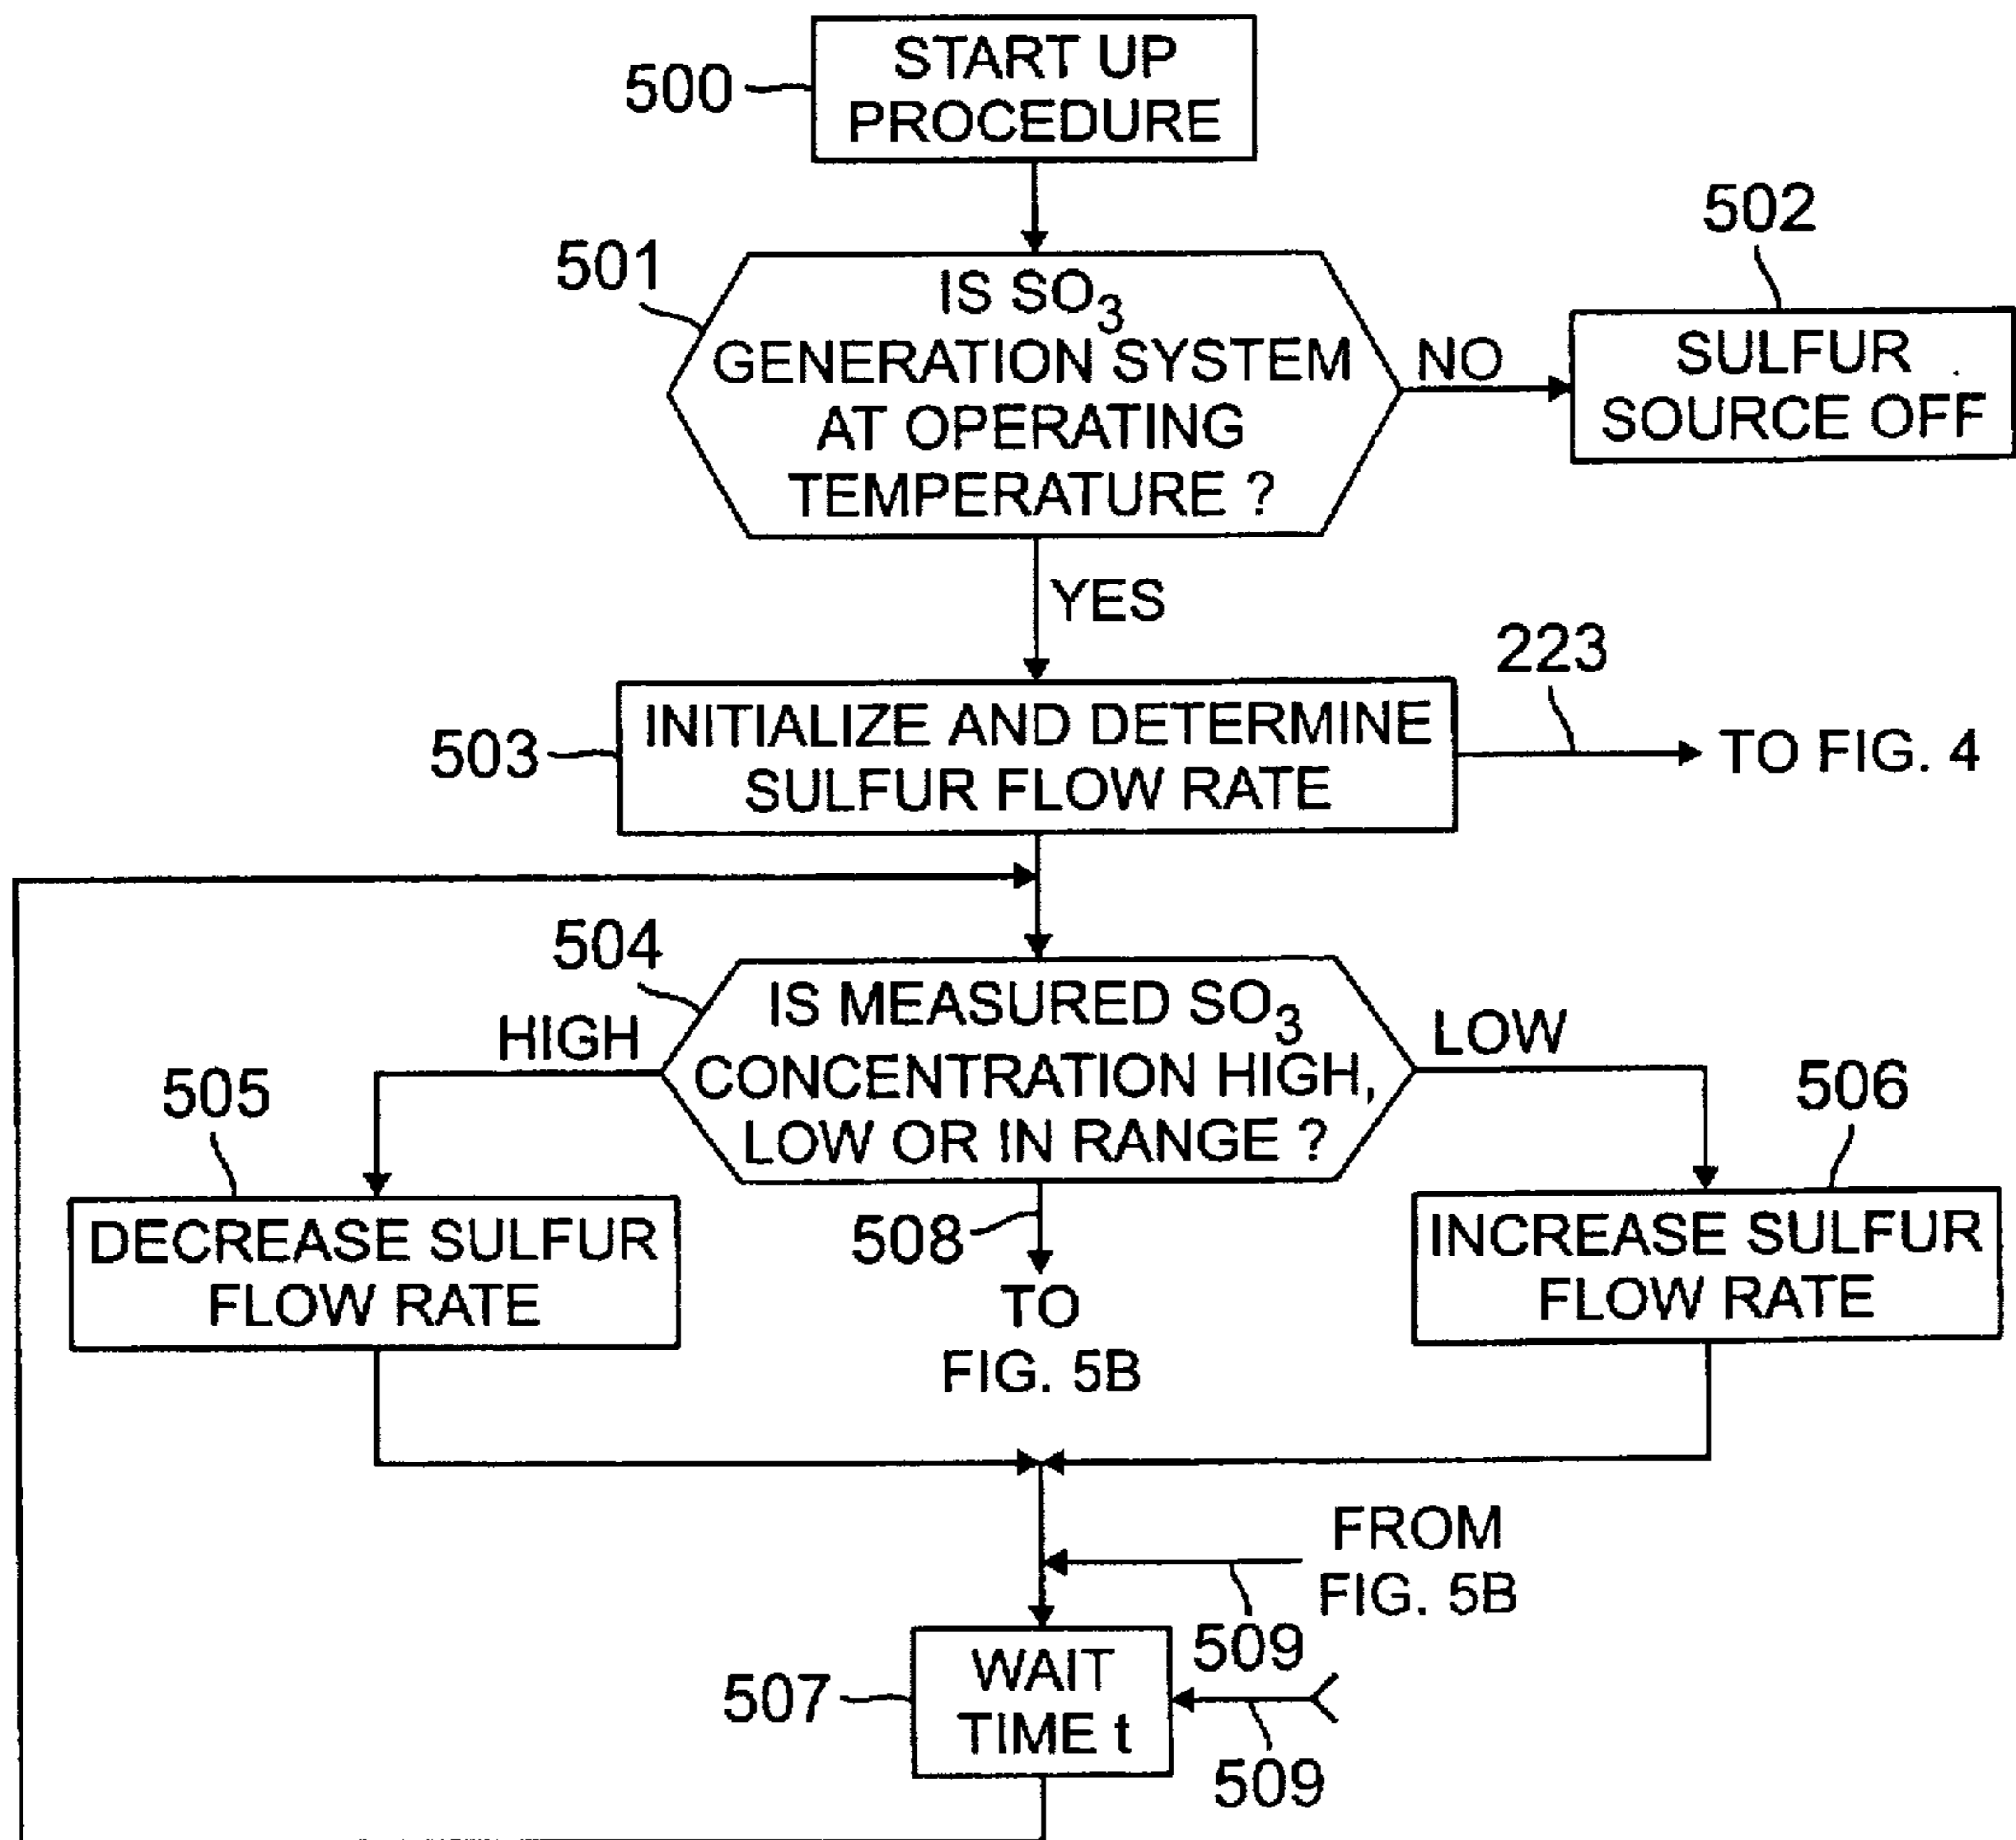 500
START UP
PROCEDURE
501
IS SO₃
GENERATION SYSTEM
AT OPERATING
TEMPERATURE ?
NO
502
SULFUR
SOURCE OFF
YES
503
INITIALIZE AND DETERMINE
SULFUR FLOW RATE
223
TO FIG. 4
504
IS MEASURED SO₃
CONCENTRATION HIGH,
LOW OR IN RANGE ?
HIGH
LOW
505
DECREASE SULFUR
FLOW RATE
508
TO
FIG. 5B
506
INCREASE SULFUR
FLOW RATE
FROM
FIG. 5B
509
507
WAIT
TIME t
509